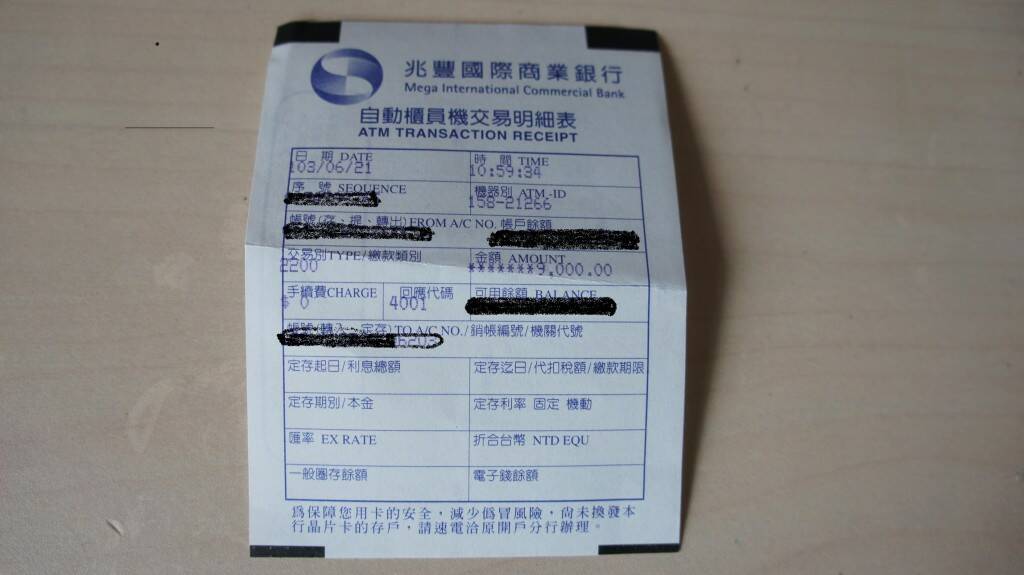 兆豐國際商業銀行
Mega International Commercial Bank
自動櫃員機交易明細表
ATM TRANSACTION RECEIPT
日 期 DATE 時 間 TIME
103/06/21 10:59:34
序 號 SEQUENCE 機器別 ATM-ID
158-21266
帳號(存、提、轉出)FROM A/C NO. 帳戶餘額
交易別TYPE/繳款類別 金額 AMOUNT
2200 *******9,000.00
手續費CHARGE 回應代碼 可用餘額 BALANCE
$ 0 4001
帳號(轉入、定存)TO A/C NO./銷帳編號/機關代號
定存起日/利息總額 定存迄日/代扣稅額/繳款期限
定存期別/本金 定存利率 固定 機動
匯率 EX RATE 折合台幣 NTD EQU
一般圈存餘額 電子錢餘額
為保障您用卡的安全,減少偽冒風險,尚未換發本
行晶片卡的存戶,請速電洽原開戶分行辦理。